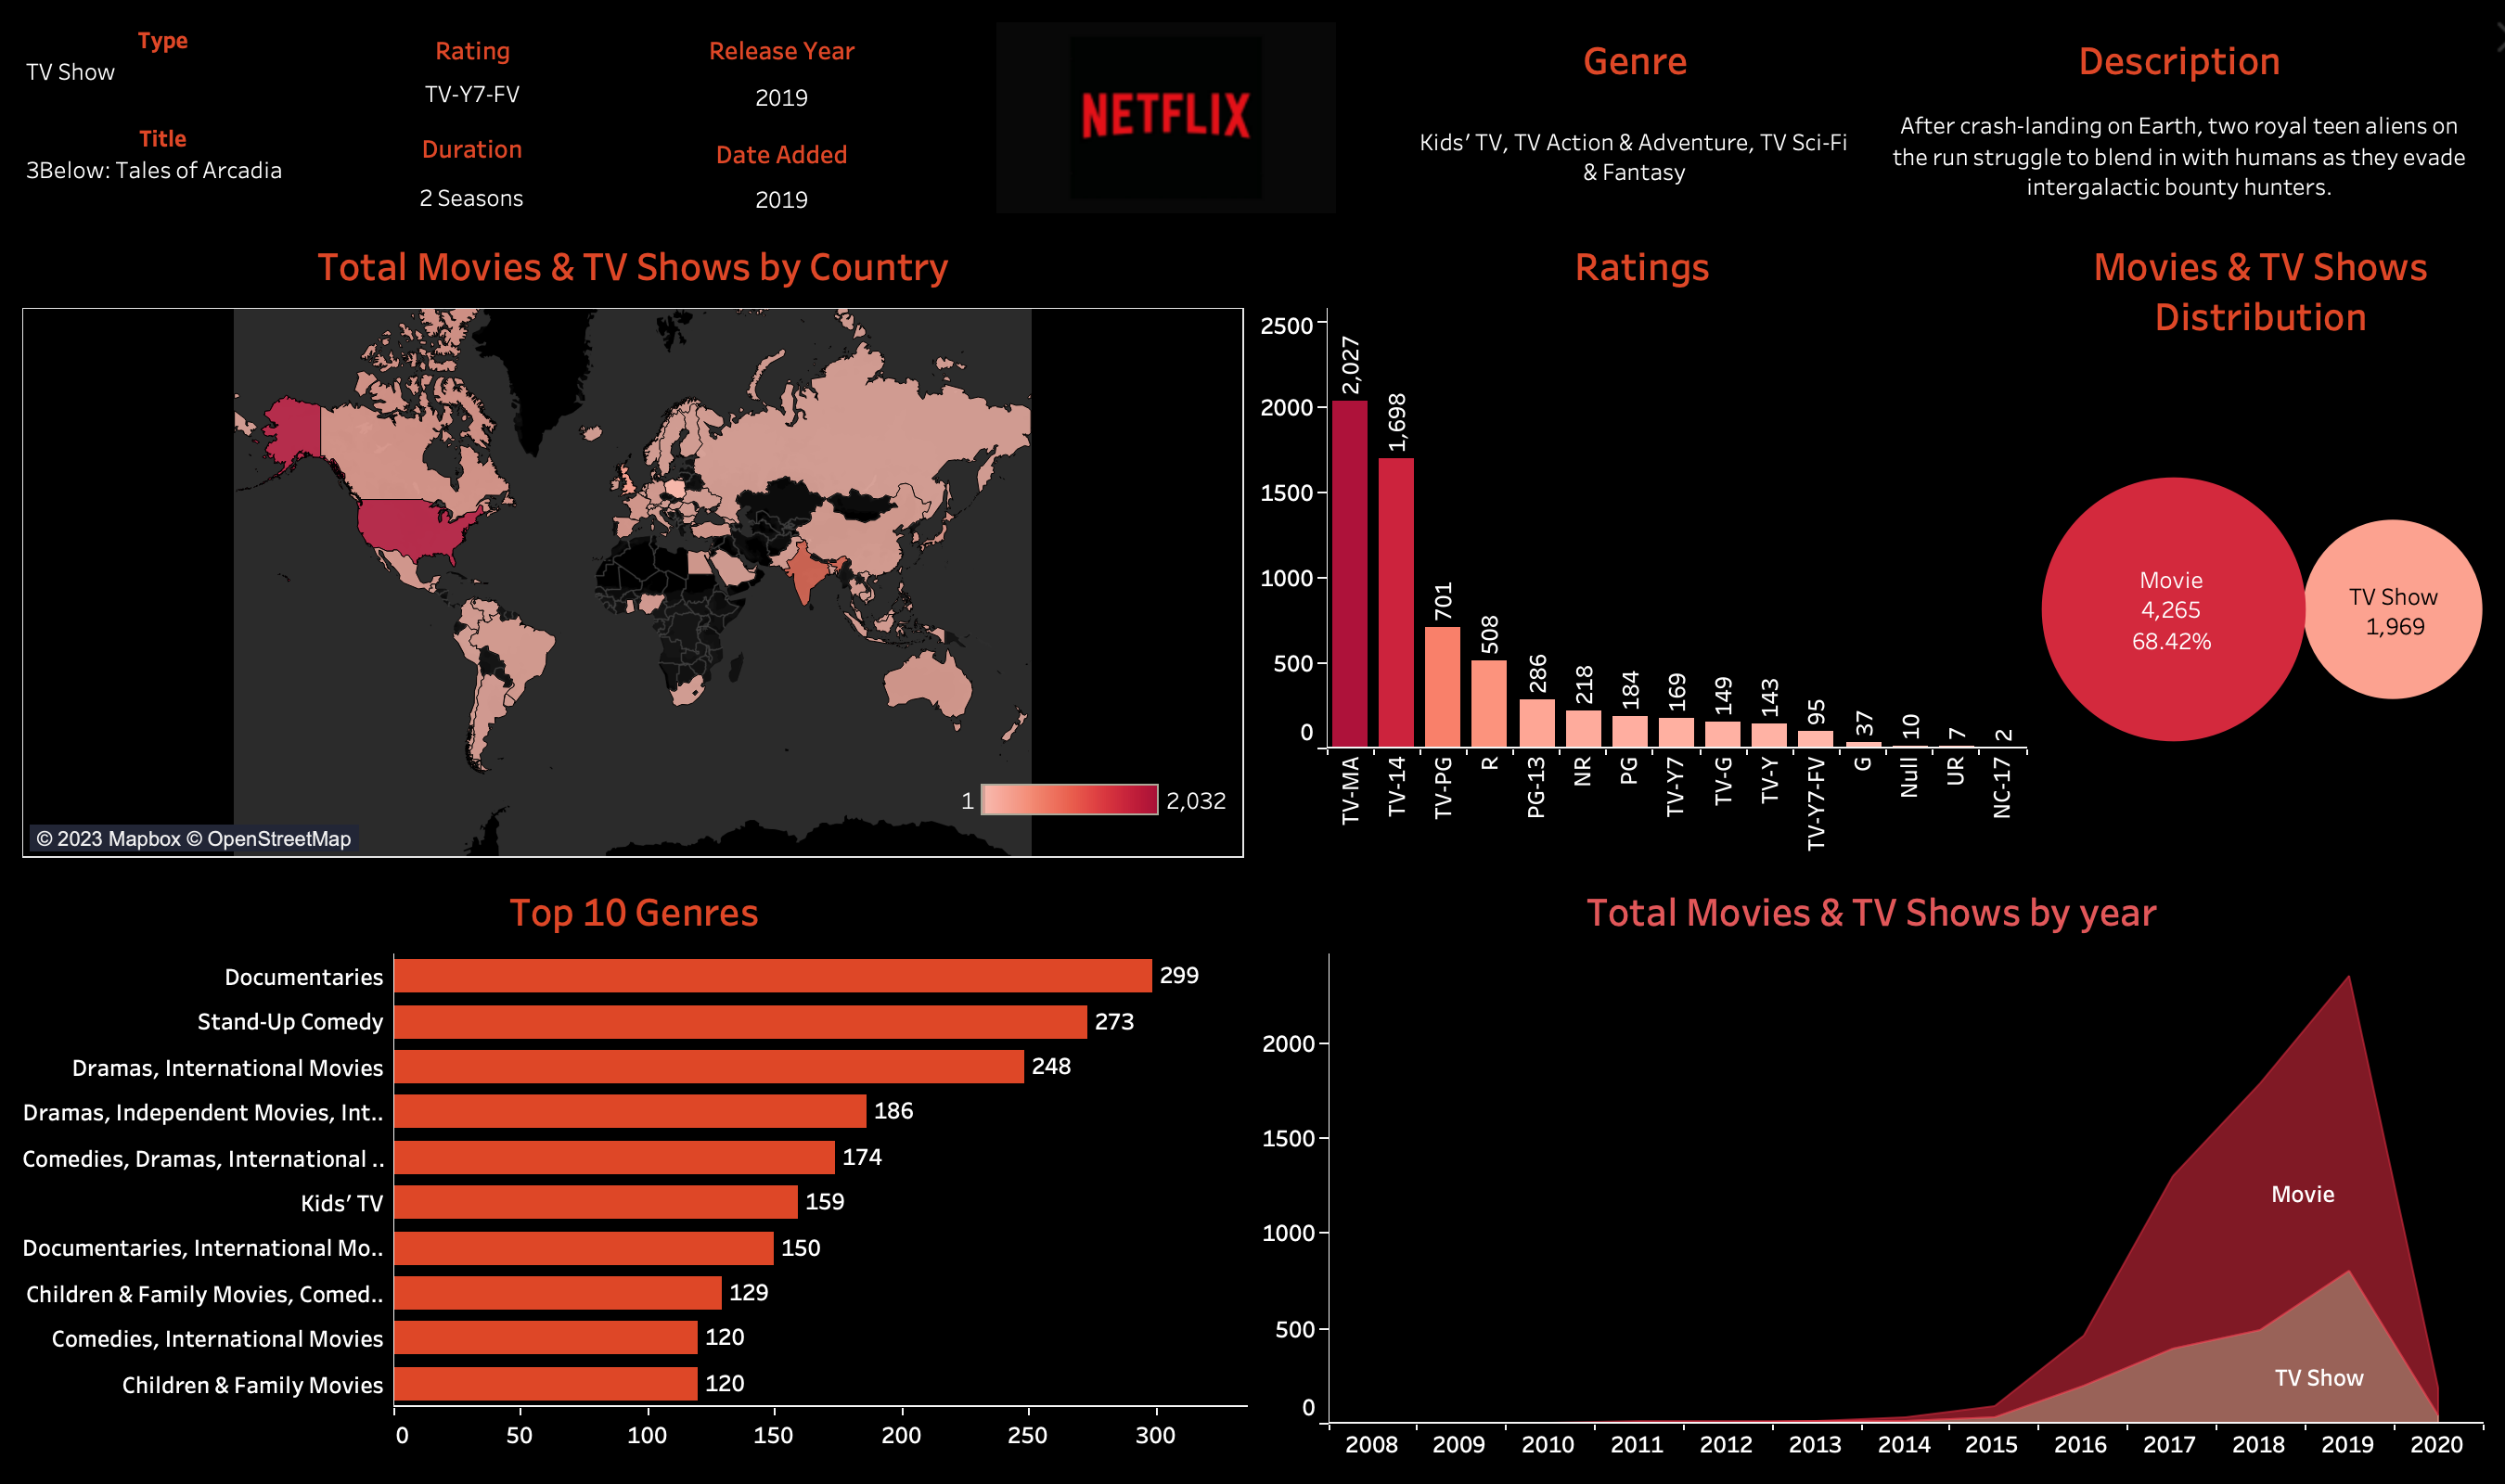 Type
TV Show
Title
3Below: Tales of Arcadia
Rating
TV-Y7-FV
Duration
2 Seasons
Release Year
2019
Date Added
2019
NETFLIX
Genre
Kids' TV, TV Action & Adventure, TV Sci-Fi
& Fantasy
Description
After crash-landing on Earth, two royal teen aliens on
the run struggle to blend in with humans as they evade
intergalactic bounty hunters.
Total Movies & TV Shows by Country
1
2,032
© 2023 Mapbox © OpenStreetMap
Ratings
2500
2000
1500
1000
500
0
2,027
1,698
701
508
286
218
184
169
149
143
95
37
10
7
2
TV-MA
TV-14
TV-PG
R
PG-13
NR
PG
TV-Y7
TV-G
TV-Y
TV-Y7-FV
G
Null
UR
NC-17
Movies & TV Shows
Distribution
Movie
4,265
68.42%
TV Show
1,969
Top 10 Genres
Documentaries 299
Stand-Up Comedy 273
Dramas, International Movies 248
Dramas, Independent Movies, Int.. 186
Comedies, Dramas, International .. 174
Kids' TV 159
Documentaries, International Mo.. 150
Children & Family Movies, Comed.. 129
Comedies, International Movies 120
Children & Family Movies 120
0 50 100 150 200 250 300
Total Movies & TV Shows by year
2000
1500
1000
500
0
Movie
TV Show
2008 2009 2010 2011 2012 2013 2014 2015 2016 2017 2018 2019 2020